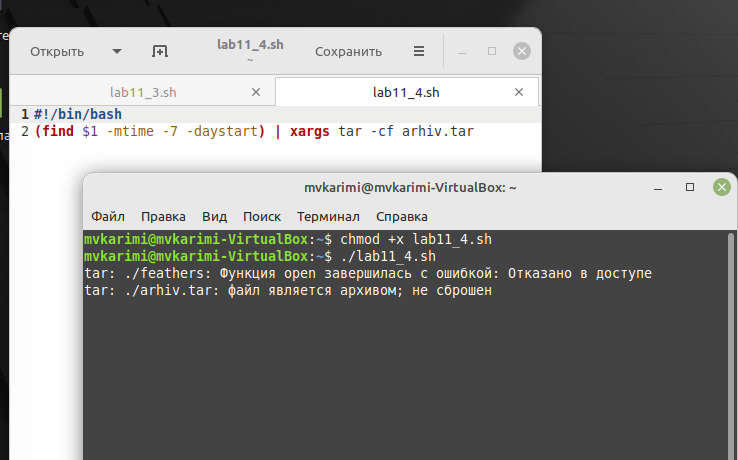 Открыть
lab11_4.sh
~
Сохранить
lab11_3.sh
lab11_4.sh
1 #!/bin/bash
2 (find $1 -mtime -7 -daystart) | xargs tar -cf arhiv.tar
mvkarimi@mvkarimi-VirtualBox: ~
Файл Правка Вид Поиск Терминал Справка
mvkarimi@mvkarimi-VirtualBox:~$ chmod +x lab11_4.sh
mvkarimi@mvkarimi-VirtualBox:~$ ./lab11_4.sh
tar: ./feathers: Функция open завершилась с ошибкой: Отказано в доступе
tar: ./arhiv.tar: файл является архивом; не сброшен